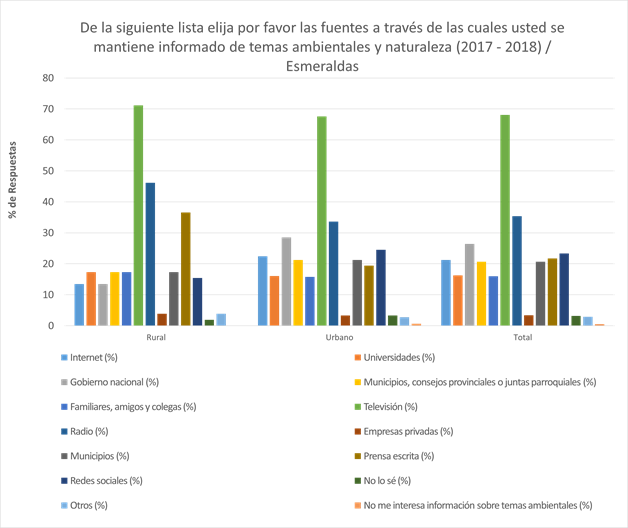 De la siguiente lista elija por favor las fuentes a través de las cuales usted se
mantiene informado de temas ambientales y naturaleza (2017 - 2018) /
Esmeraldas
% de Respuestas
80
70
60
50
40
30
20
10
0
Rural
Urbano
Total
Internet (%)
Universidades (%)
Gobierno nacional (%)
Municipios, consejos provinciales o juntas parroquiales (%)
Familiares, amigos y colegas (%)
Televisión (%)
Radio (%)
Empresas privadas (%)
Municipios (%)
Prensa escrita (%)
Redes sociales (%)
No lo sé (%)
Otros (%)
No me interesa información sobre temas ambientales (%)